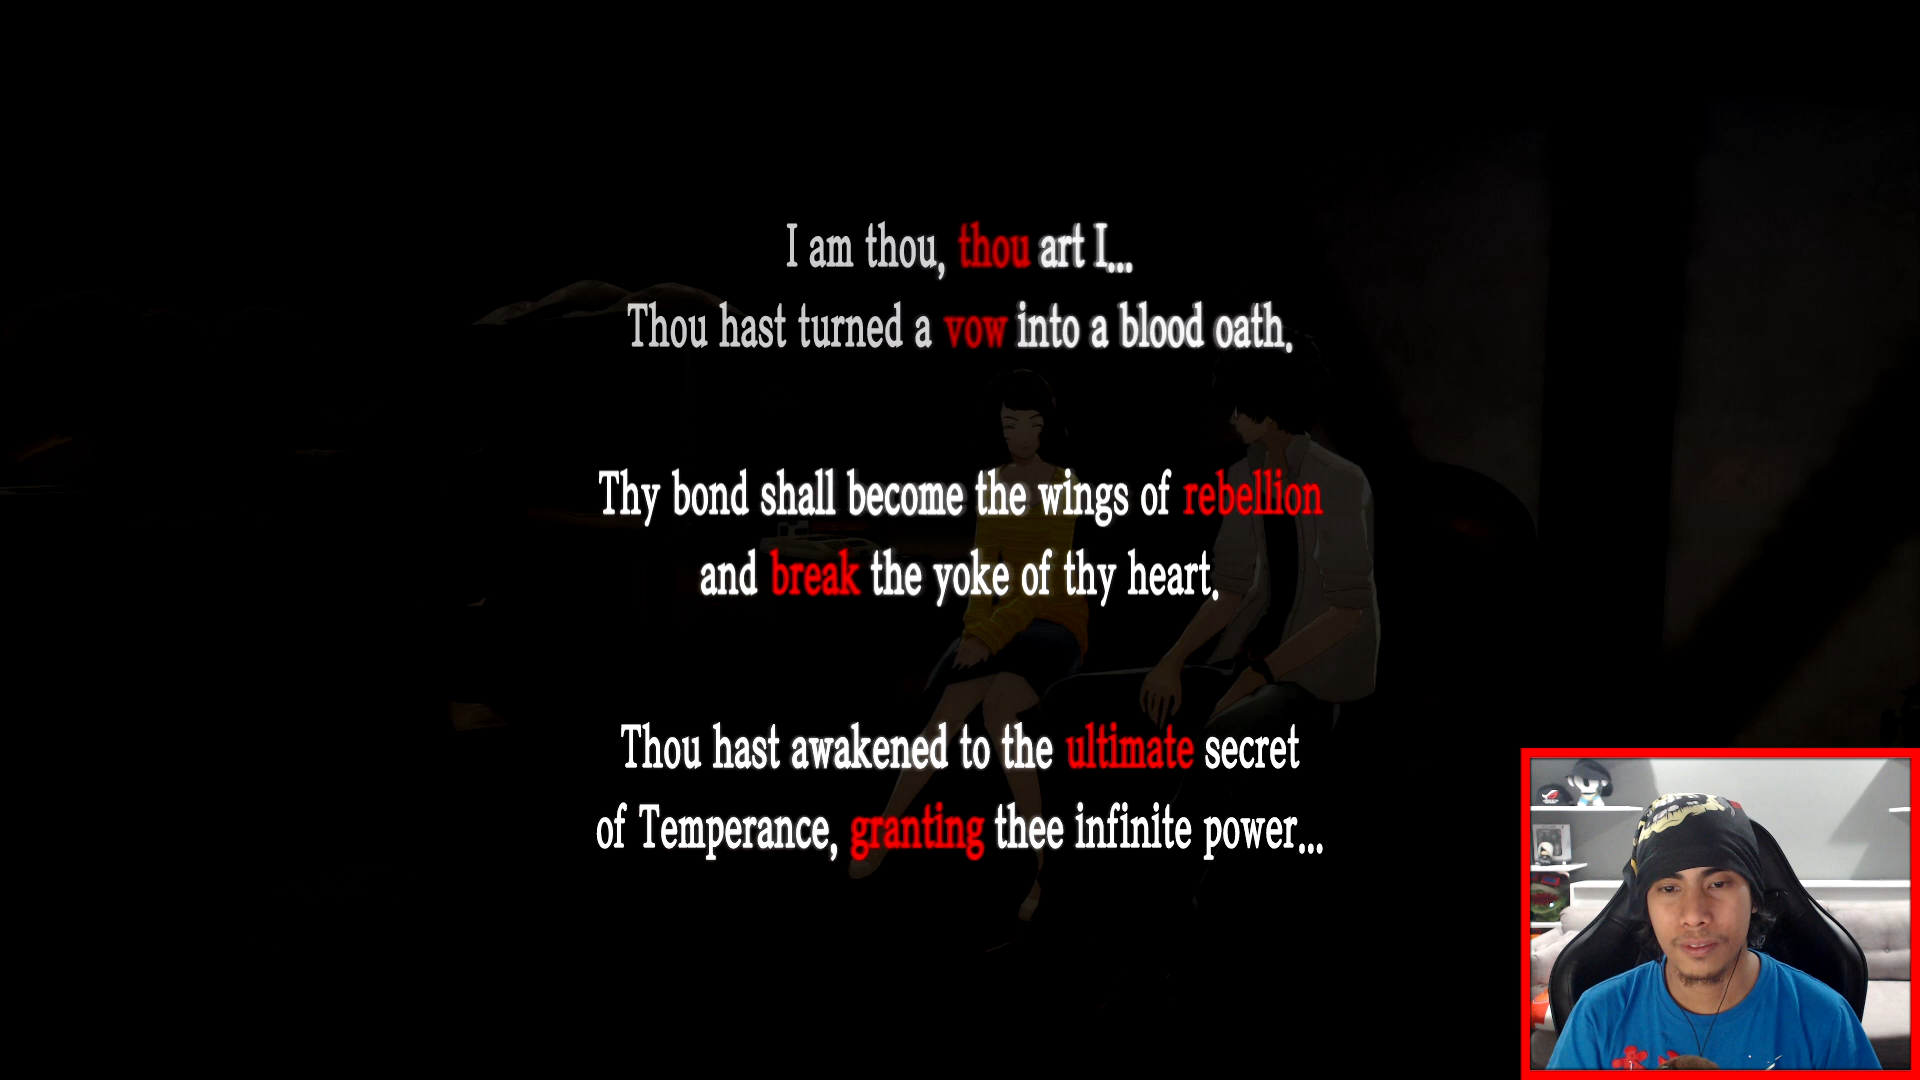 I am thou, thou art I...
Thou hast turned a vow into a blood oath.
Thy bond shall become the wings of rebellion
and break the yoke of thy heart.
Thou hast awakened to the ultimate secret
of Temperance, granting thee infinite power...